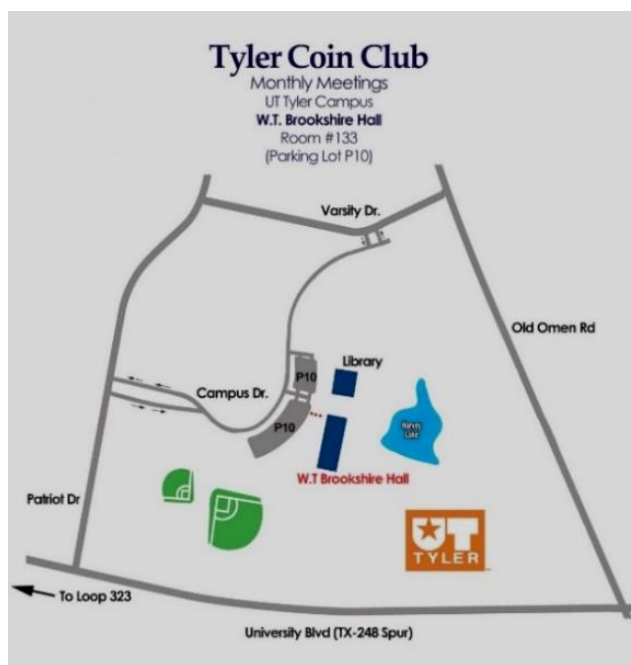 Tyler Coin Club
Monthly Meetings
UT Tyler Campus
W.T. Brookshire Hall
Room #133
(Parking Lot P10)
Varsity Dr.
Old Omen Rd
Library
P10
Campus Dr.
P10
Harvey
Lake
W.T Brookshire Hall
Patriot Dr
UT
TYLER
To Loop 323
University Blvd (TX-248 Spur)